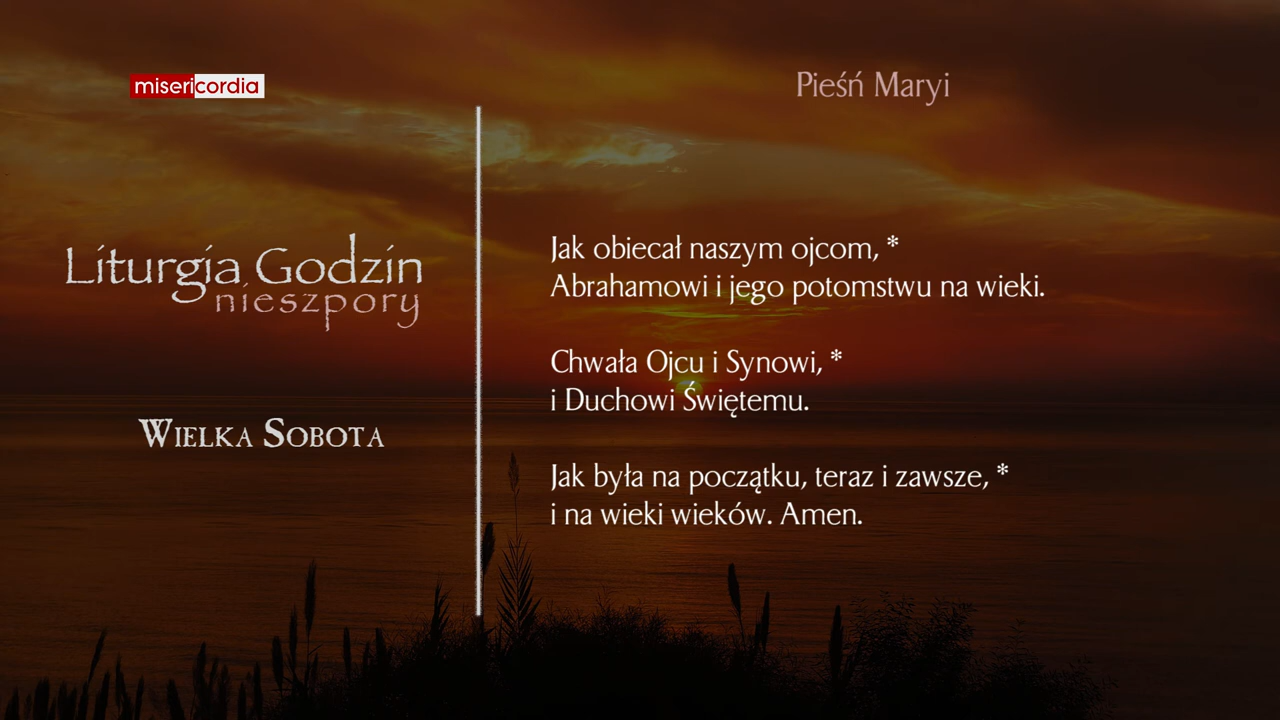 misericordia
Liturgia Godzin
nieszpory
Wielka Sobota
Pieśń Maryi
Jak obiecał naszym ojcom, *
Abrahamowi i jego potomstwu na wieki.
Chwała Ojcu i Synowi, *
i Duchowi Świętemu.
Jak była na początku, teraz i zawsze, *
i na wieki wieków. Amen.